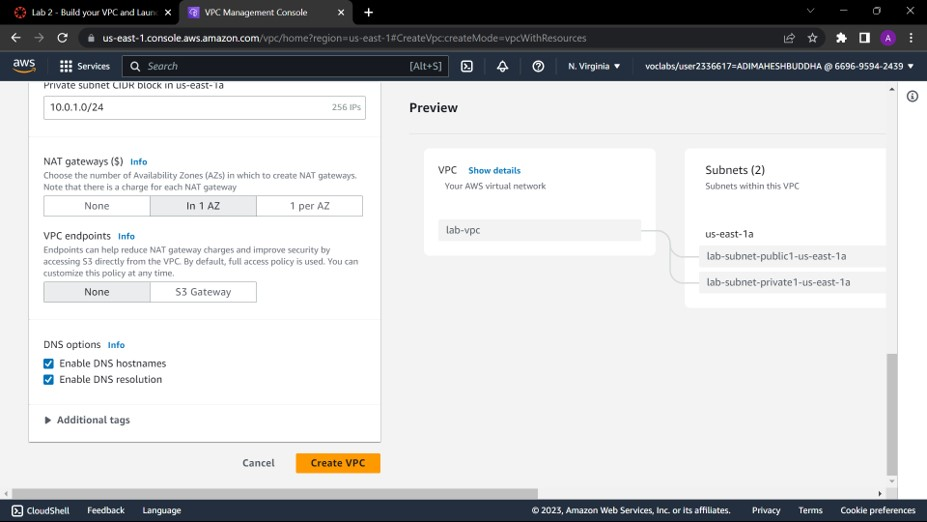 Lab 2 - Build your VPC and Laun
VPC Management Console
us-east-1.console.aws.amazon.com/vpc/home?region=us-east-1#CreateVpc:createMode=vpcWithResources
A
aws
Services
Search
[Alt+S]
N. Virginia
voclabs/user2336617=ADIMAHESHBUDDHA @ 6696-9594-2439
Private subnet CIDR block in us-east-1a
10.0.1.0/24
256 IPs
NAT gateways ($) Info
Choose the number of Availability Zones (AZs) in which to create NAT gateways.
Note that there is a charge for each NAT gateway
None
In 1 AZ
1 per AZ
VPC endpoints Info
Endpoints can help reduce NAT gateway charges and improve security by
accessing S3 directly from the VPC. By default, full access policy is used. You can
customize this policy at any time.
None
S3 Gateway
DNS options Info
Enable DNS hostnames
Enable DNS resolution
Additional tags
Cancel
Create VPC
Preview
VPC Show details
Your AWS virtual network
lab-vpc
Subnets (2)
Subnets within this VPC
us-east-1a
lab-subnet-public1-us-east-1a
lab-subnet-private1-us-east-1a
CloudShell
Feedback
Language
© 2023, Amazon Web Services, Inc. or its affiliates.
Privacy
Terms
Cookie preferences